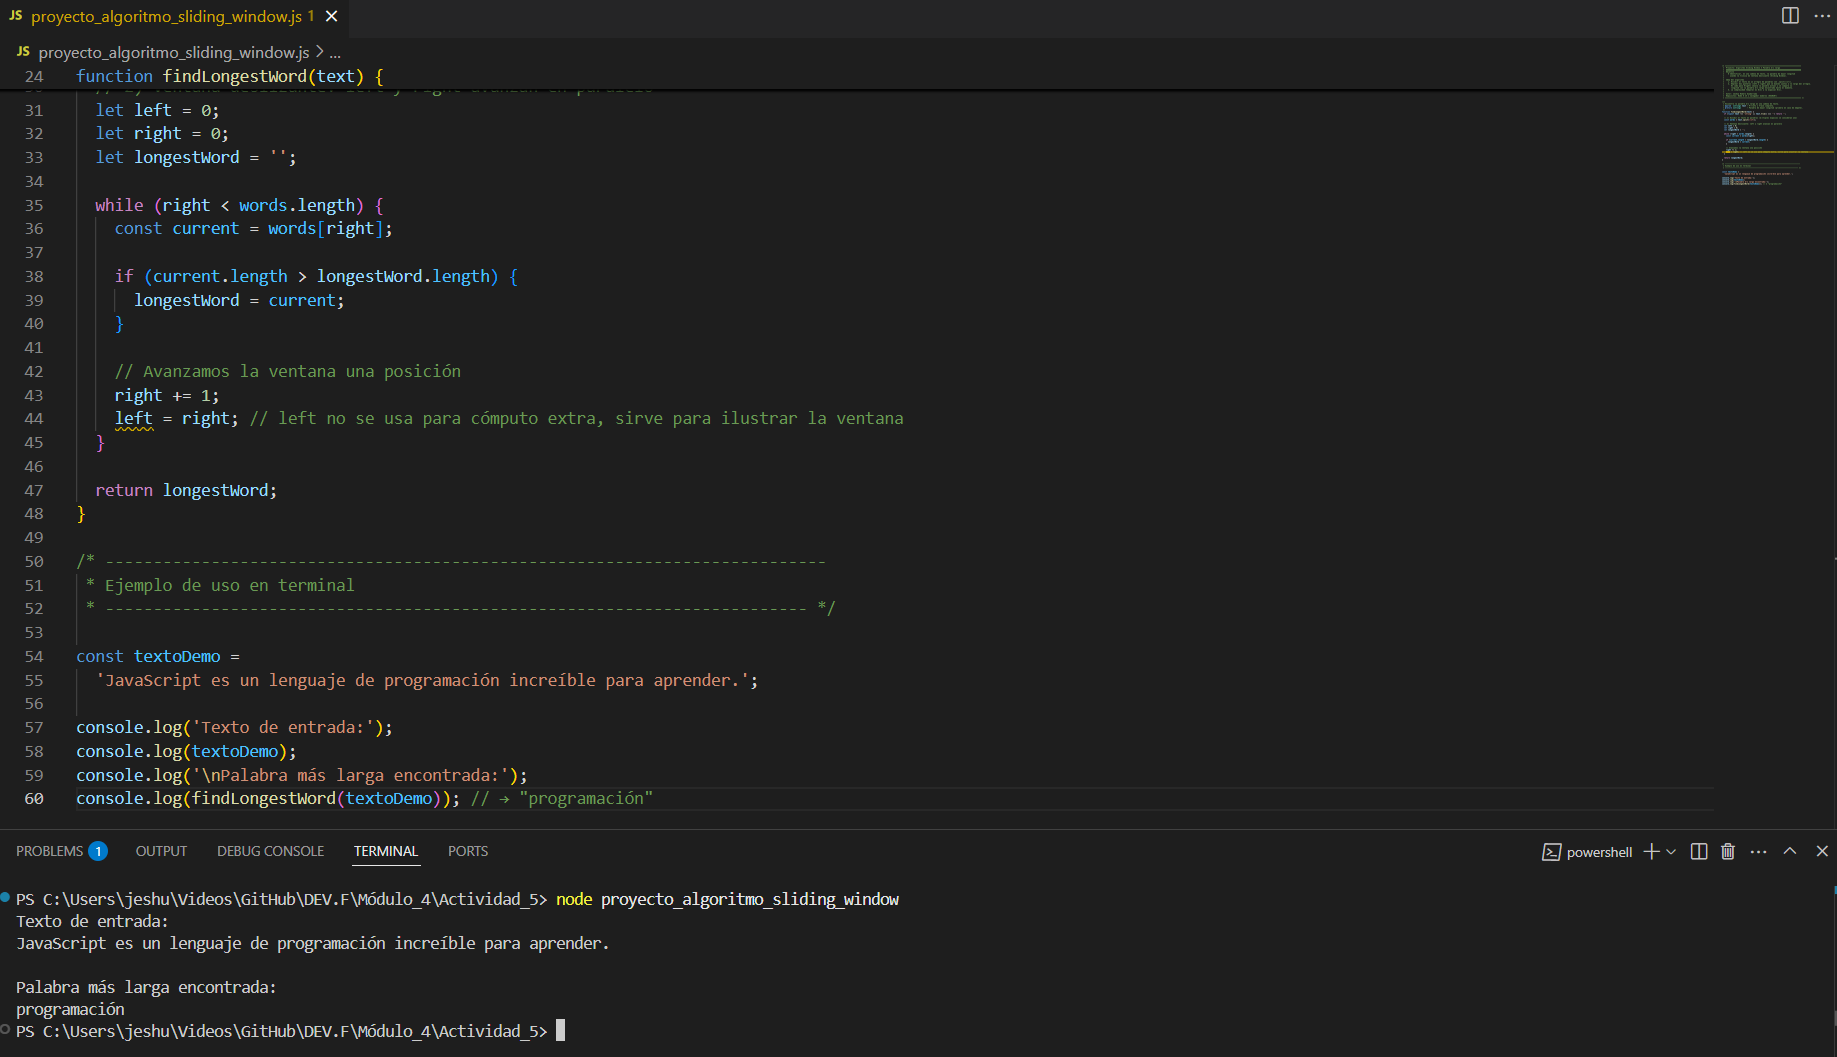 JS proyecto_algoritmo_sliding_window.js 1
JS proyecto_algoritmo_sliding_window.js > ...
24 function findLongestWord(text) {
31 let left = 0;
32 let right = 0;
33 let longestWord = '';
34
35 while (right < words.length) {
36 const current = words[right];
37
38 if (current.length > longestWord.length) {
39 longestWord = current;
40 }
41
42 // Avanzamos la ventana una posición
43 right += 1;
44 left = right; // left no se usa para cómputo extra, sirve para ilustrar la ventana
45 }
46
47 return longestWord;
48 }
49
50 /* ---------------------------------------------------------------------------
51 * Ejemplo de uso en terminal
52 * ------------------------------------------------------------------------- */
53
54 const textoDemo =
55 'JavaScript es un lenguaje de programación increíble para aprender.';
56
57 console.log('Texto de entrada:');
58 console.log(textoDemo);
59 console.log('\nPalabra más larga encontrada:');
60 console.log(findLongestWord(textoDemo)); // → "programación"
PROBLEMS 1 OUTPUT DEBUG CONSOLE TERMINAL PORTS powershell
PS C:\Users\jeshu\Videos\GitHub\DEV.F\Módulo_4\Actividad_5> node proyecto_algoritmo_sliding_window
Texto de entrada:
JavaScript es un lenguaje de programación increíble para aprender.
Palabra más larga encontrada:
programación
PS C:\Users\jeshu\Videos\GitHub\DEV.F\Módulo_4\Actividad_5>